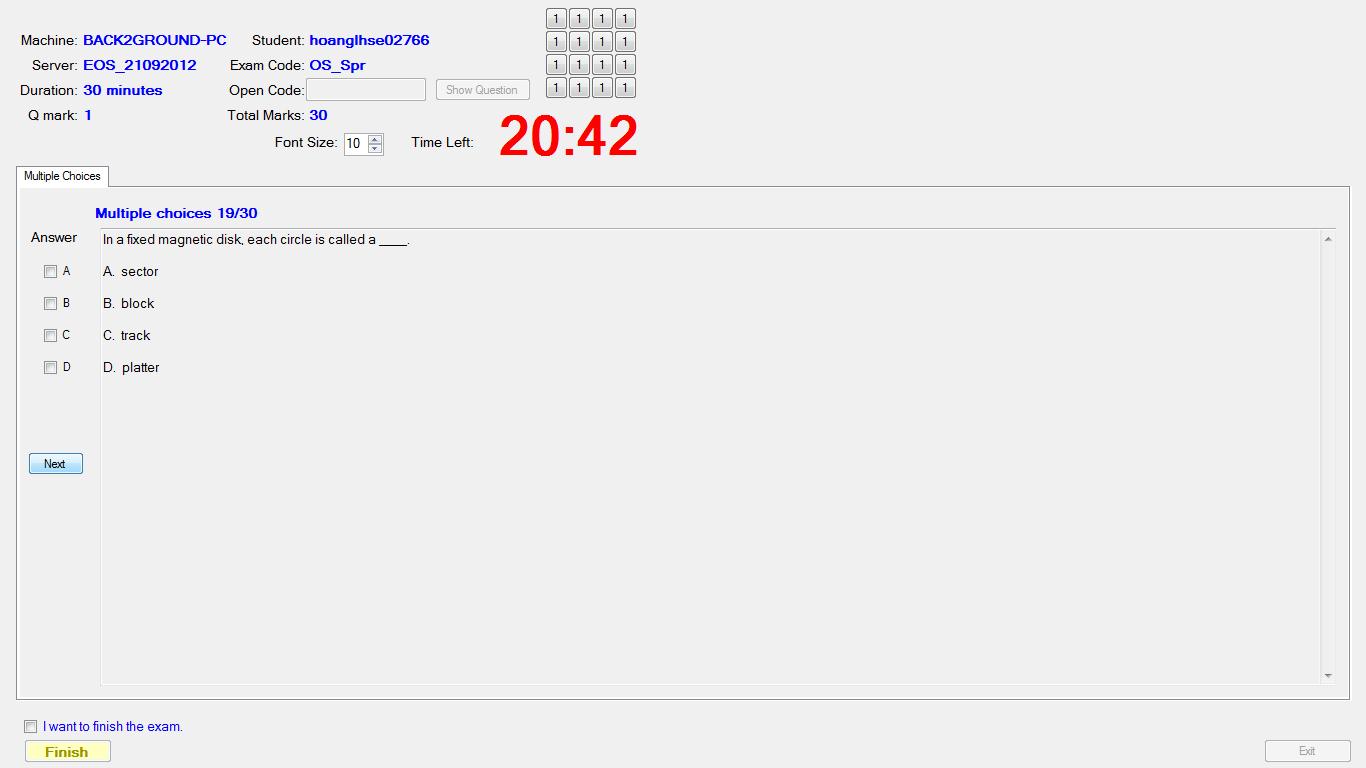 Machine: BACK2GROUND-PC Student: hoanglhse02766
Server: EOS_21092012 Exam Code: OS_Spr
Duration: 30 minutes Open Code: Show Question
Q mark: 1 Total Marks: 30
1 1 1 1
1 1 1 1
1 1 1 1
1 1 1 1
Font Size: 10 Time Left: 20:42
Multiple Choices
Multiple choices 19/30
Answer
In a fixed magnetic disk, each circle is called a ____.
A A. sector
B B. block
C C. track
D D. platter
Next
I want to finish the exam.
Finish
Exit